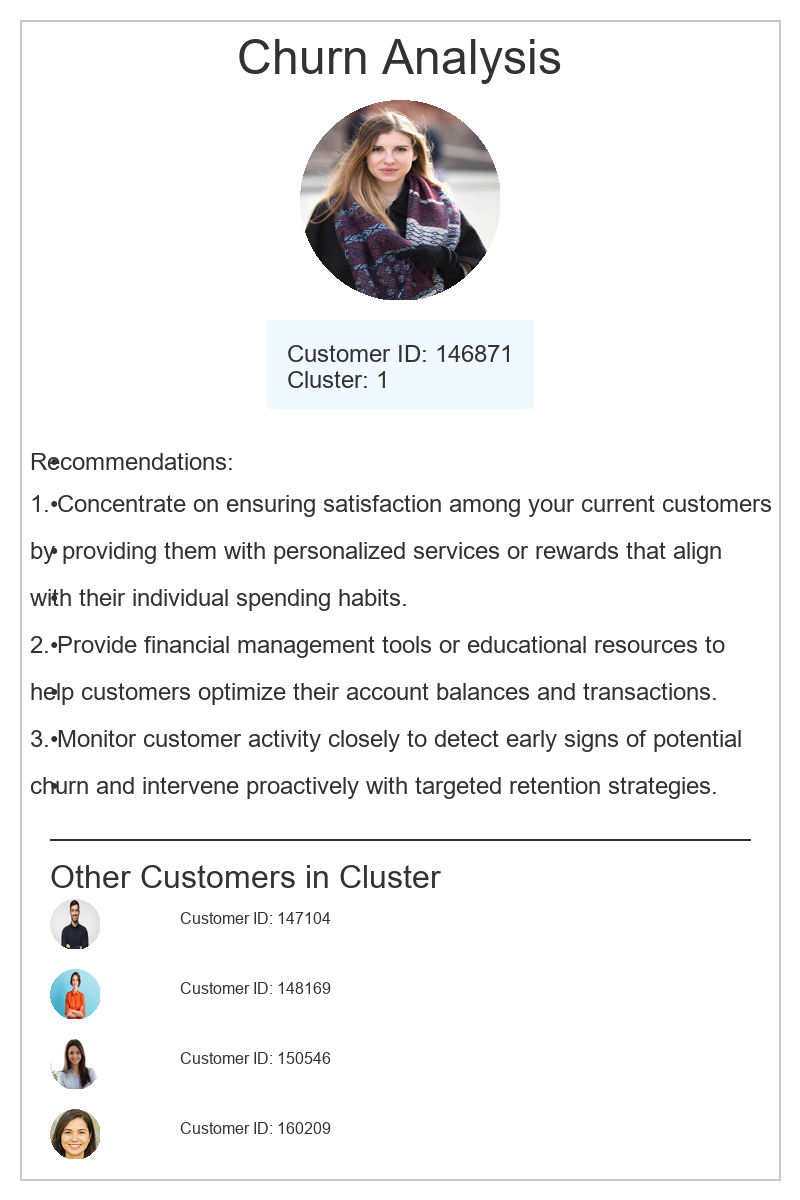 Churn Analysis
Customer ID: 146871
Cluster: 1
Recommendations:
1.•Concentrate on ensuring satisfaction among your current customers
by providing them with personalized services or rewards that align
with their individual spending habits.
2.•Provide financial management tools or educational resources to
help customers optimize their account balances and transactions.
3.•Monitor customer activity closely to detect early signs of potential
churn and intervene proactively with targeted retention strategies.
Other Customers in Cluster
Customer ID: 147104
Customer ID: 148169
Customer ID: 150546
Customer ID: 160209